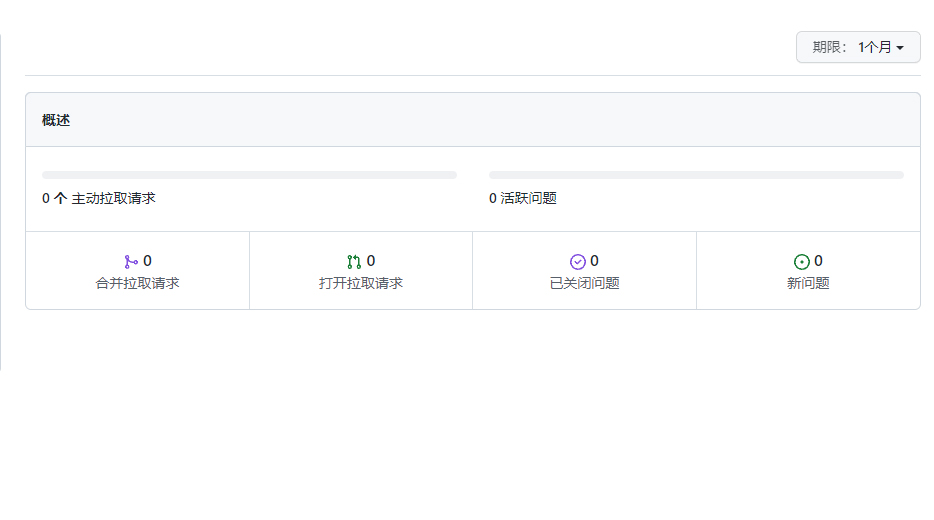 期限： 1个月
概述
0 个 主动拉取请求
0 活跃问题
0
合并拉取请求
0
打开拉取请求
0
已关闭问题
0
新问题